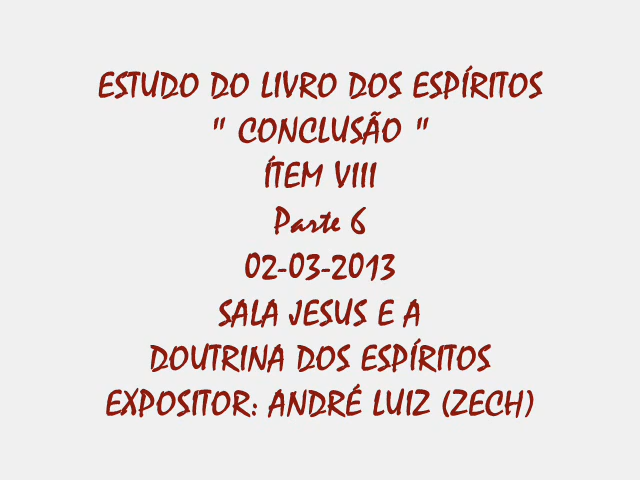 ESTUDO DO LIVRO DOS ESPÍRITOS
" CONCLUSÃO "
ÍTEM VIII
Parte 6
02-03-2013
SALA JESUS E A
DOUTRINA DOS ESPÍRITOS
EXPOSITOR: ANDRÉ LUIZ (ZECH)